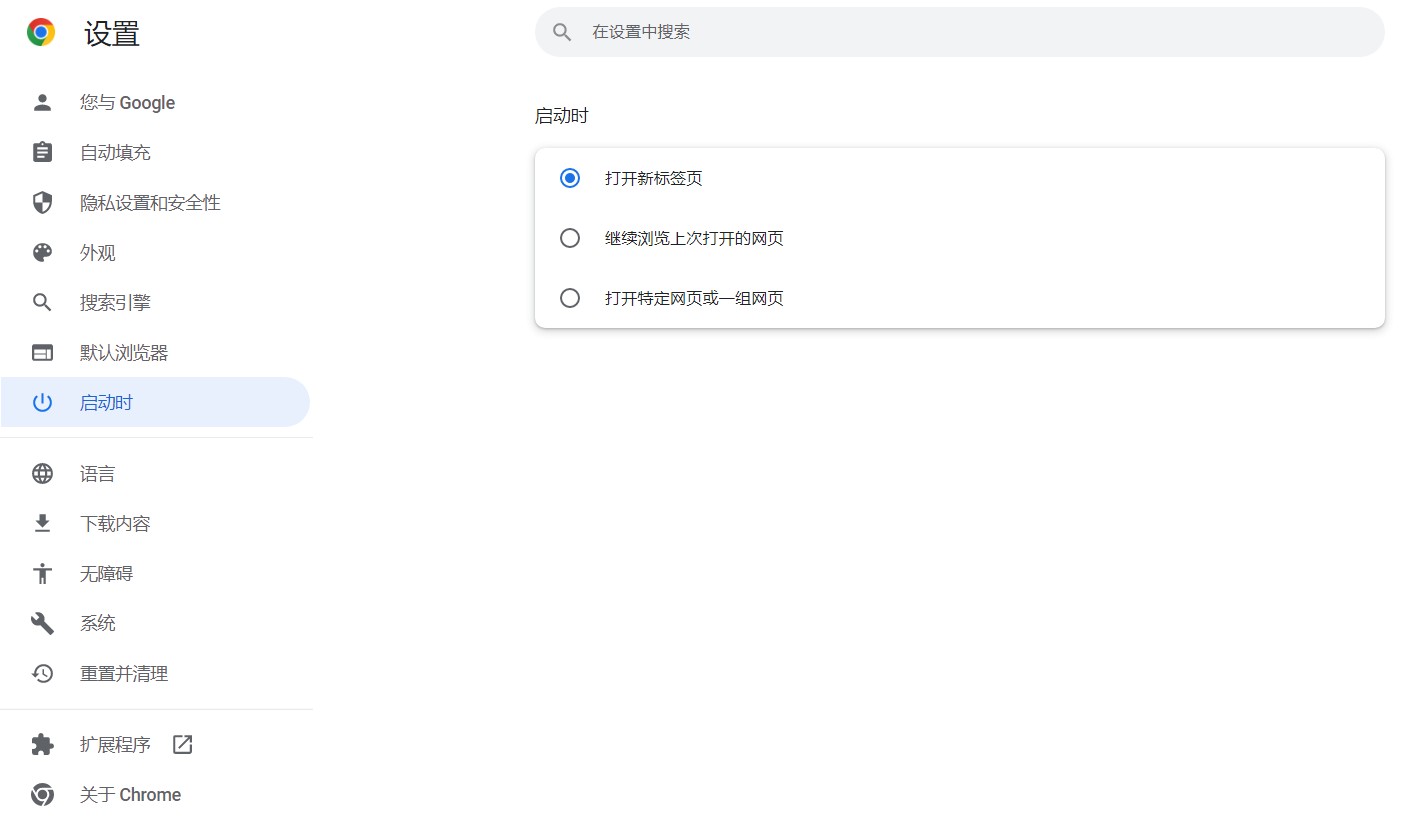 设置
在设置中搜索
您与 Google
自动填充
隐私设置和安全性
外观
搜索引擎
默认浏览器
启动时
语言
下载内容
无障碍
系统
重置并清理
扩展程序
关于 Chrome
启动时
打开新标签页
继续浏览上次打开的网页
打开特定网页或一组网页